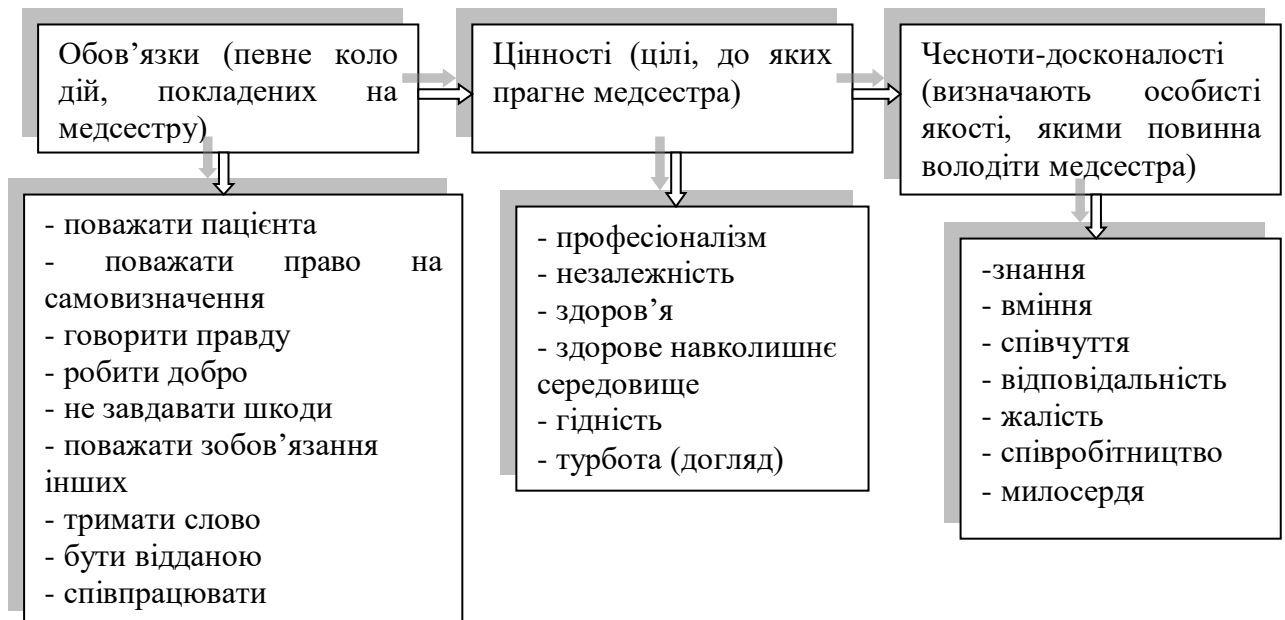 Обов’язки (певне коло
дій, покладених на
медсестру)
Цінності (цілі, до яких
прагне медсестра)
Чесноти-досконалості
(визначають особисті
якості, якими повинна
володіти медсестра)
- поважати пацієнта
- поважати право на
самовизначення
- говорити правду
- робити добро
- не завдавати шкоди
- поважати зобов’язання
інших
- тримати слово
- бути відданою
- співпрацювати
- професіоналізм
- незалежність
- здоров’я
- здорове навколишнє
середовище
- гідність
- турбота (догляд)
-знання
- вміння
- співчуття
- відповідальність
- жалість
- співробітництво
- милосердя